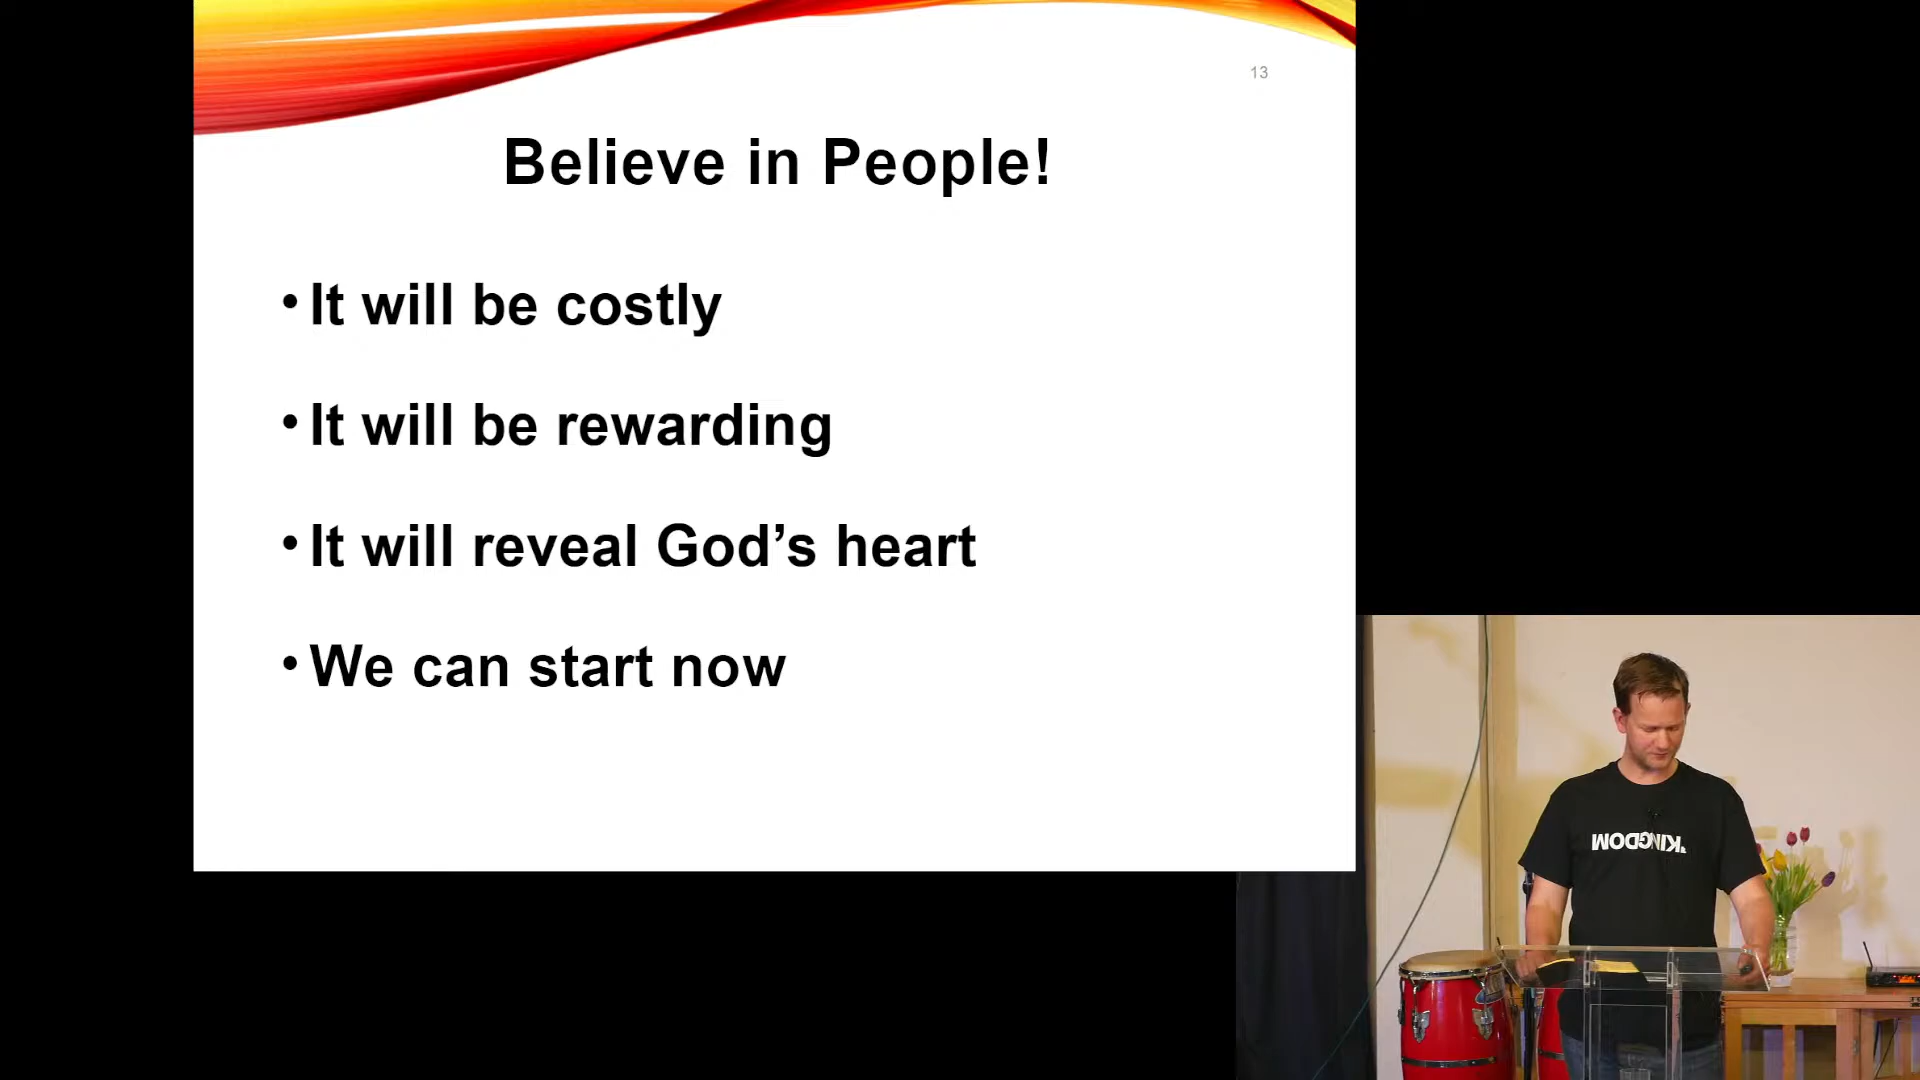 13
Believe in People!
• It will be costly
• It will be rewarding
• It will reveal God’s heart
• We can start now
KINGDOM